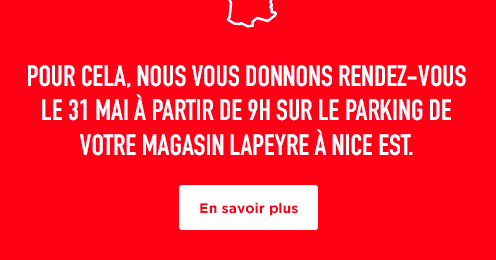 POUR CELA, NOUS VOUS DONNONS RENDEZ-VOUS
LE 31 MAI À PARTIR DE 9H SUR LE PARKING DE
VOTRE MAGASIN LAPEYRE À NICE EST.
En savoir plus